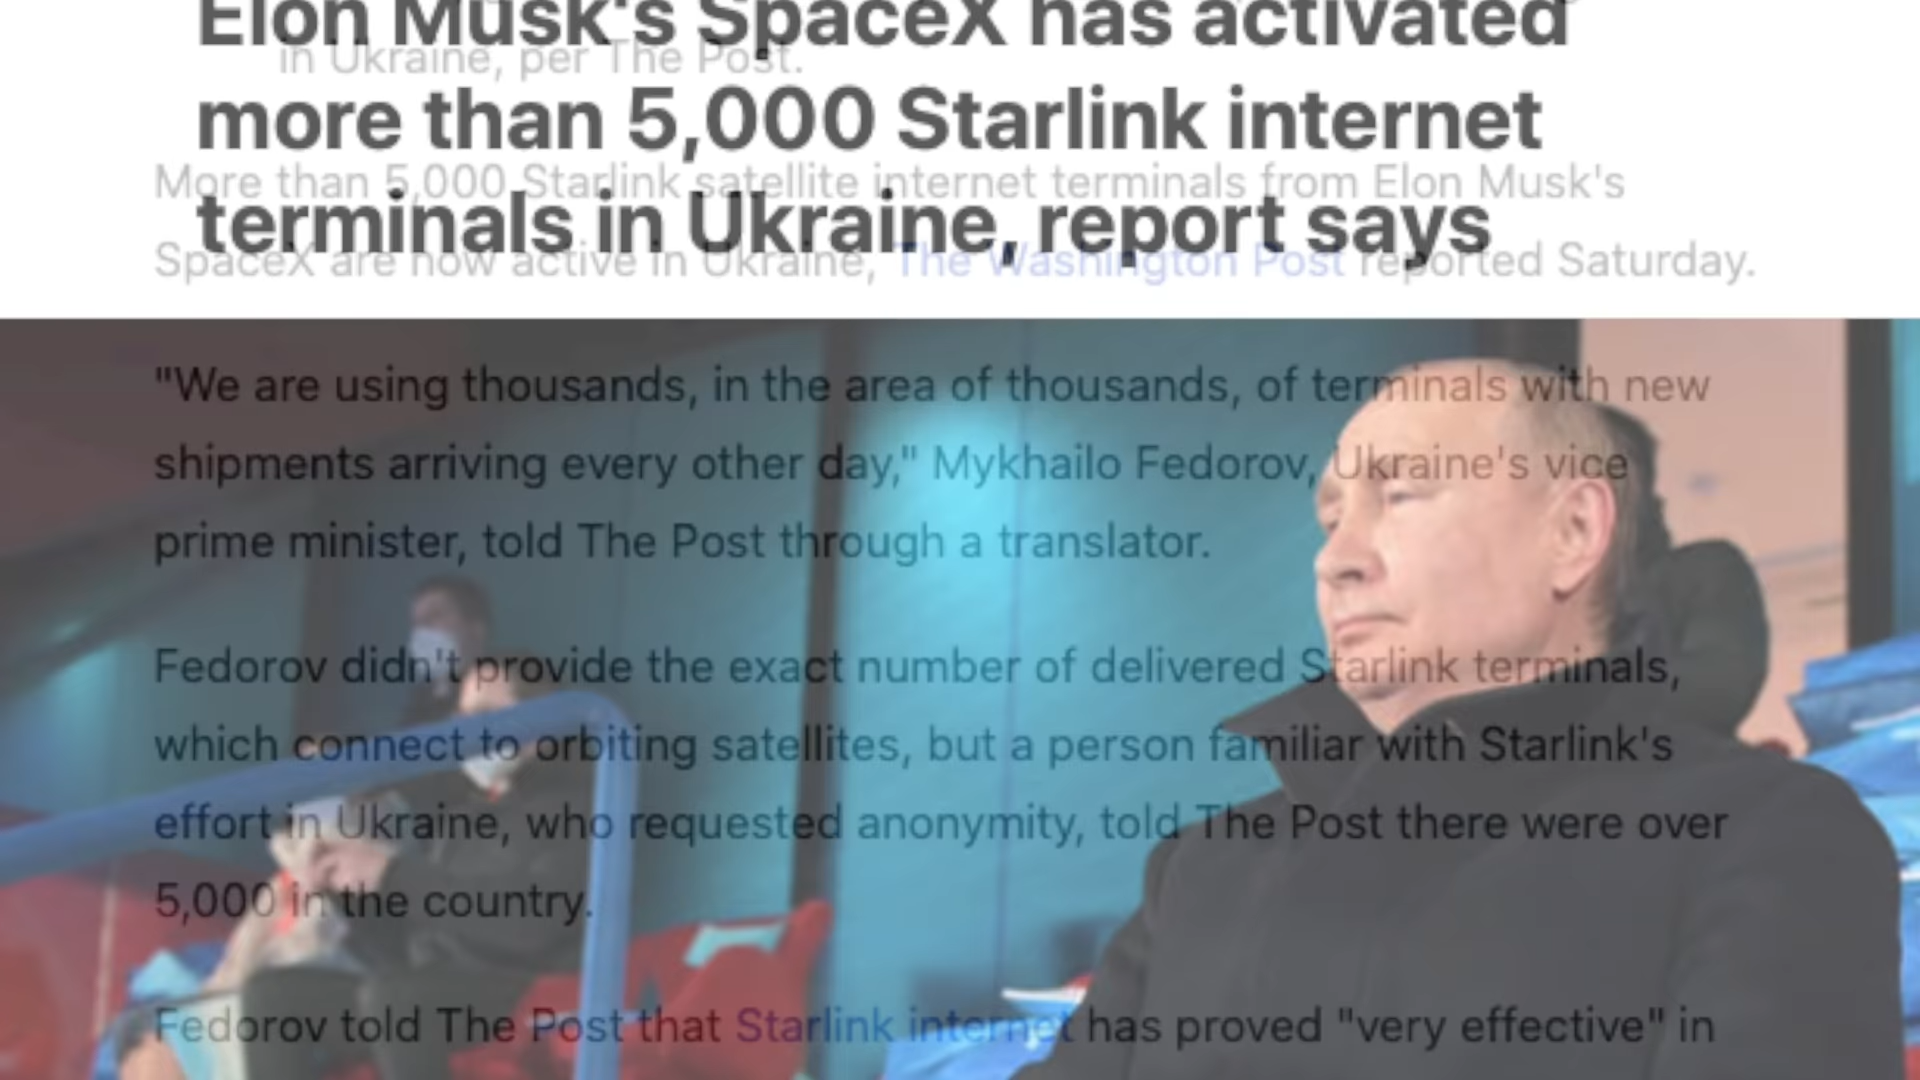 Elon Musk's SpaceX has activated
in Ukraine, per The Post.
more than 5,000 Starlink internet
More than 5,000 Starlink satellite internet terminals from Elon Musk's
terminals in Ukraine, report says
SpaceX are now active in Ukraine, The Washington Post reported Saturday.
"We are using thousands, in the area of thousands, of terminals with new
shipments arriving every other day," Mykhailo Fedorov, Ukraine's vice
prime minister, told The Post through a translator.
Fedorov didn't provide the exact number of delivered Starlink terminals,
which connect to orbiting satellites, but a person familiar with Starlink's
effort in Ukraine, who requested anonymity, told The Post there were over
5,000 in the country.
Fedorov told The Post that Starlink internet has proved "very effective" in